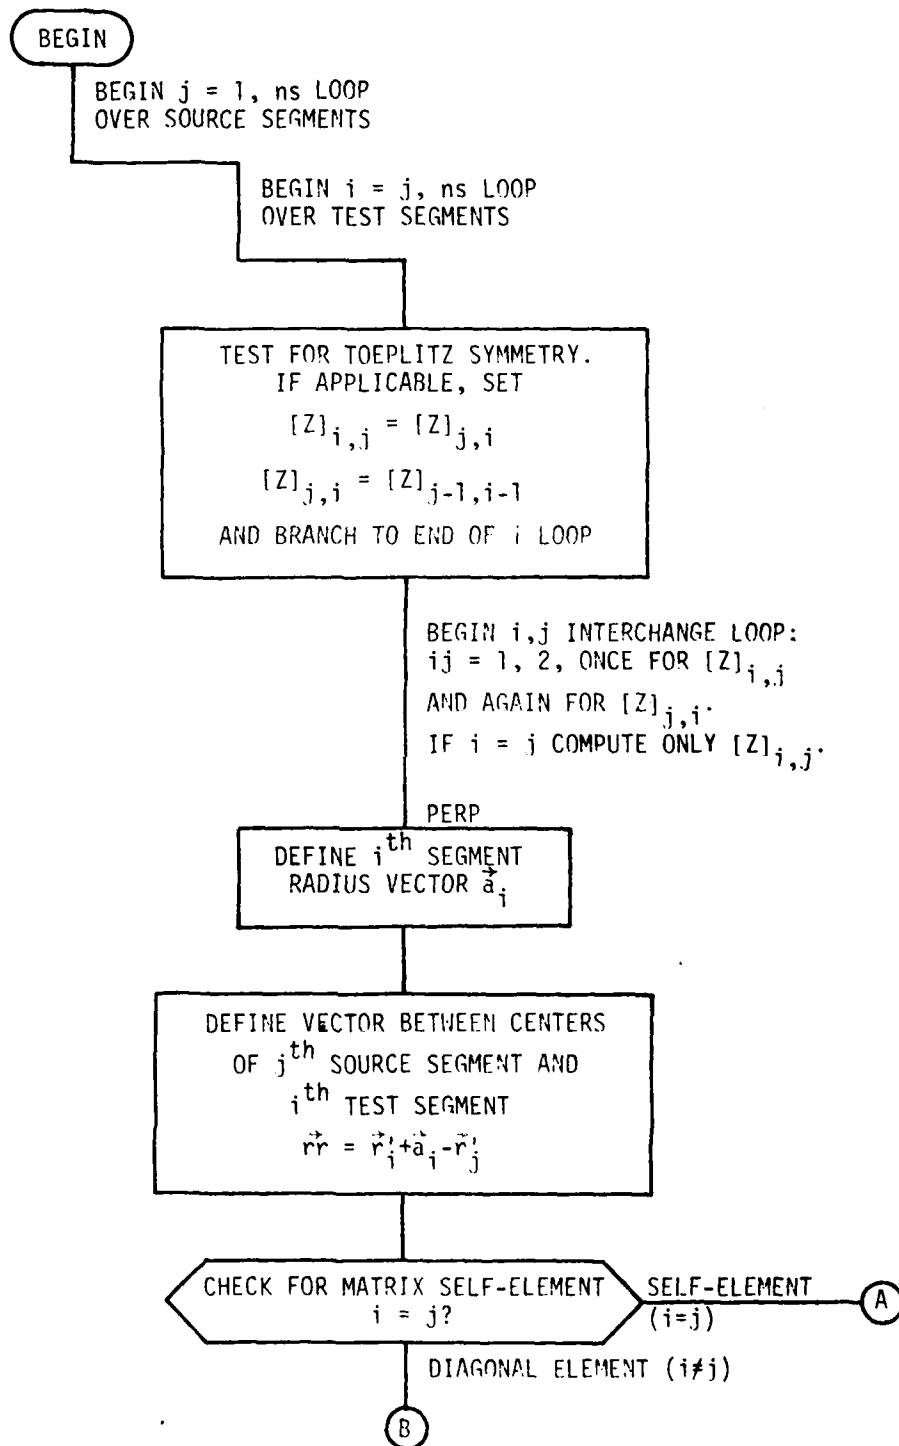 BEGIN
BEGIN j = 1, ns LOOP
OVER SOURCE SEGMENTS
BEGIN i = j, ns LOOP
OVER TEST SEGMENTS
TEST FOR TOEPLITZ SYMMETRY.
IF APPLICABLE, SET
[Z]i,j = [Z]j,i
[Z]j,i = [Z]j-1,i-1
AND BRANCH TO END OF i LOOP
BEGIN i,j INTERCHANGE LOOP:
ij = 1, 2, ONCE FOR [Z]i,j
AND AGAIN FOR [Z]j,i.
IF i = j COMPUTE ONLY [Z]i,j.
PERP
DEFINE ith SEGMENT
RADIUS VECTOR a⃗i
DEFINE VECTOR BETWEEN CENTERS
OF jth SOURCE SEGMENT AND
ith TEST SEGMENT
r⃗r = r⃗'i+a⃗i-r⃗'j
CHECK FOR MATRIX SELF-ELEMENT
i = j?
SELF-ELEMENT
(i=j)
A
DIAGONAL ELEMENT (i≠j)
B